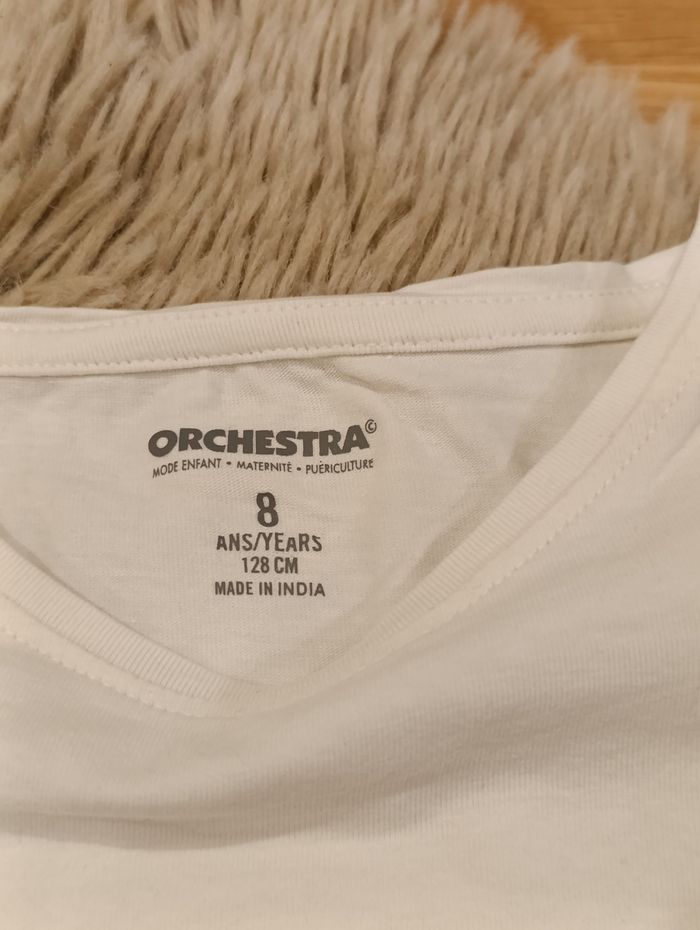 ORCHESTRA©
MODE ENFANT • MATERNITÉ • PUÉRICULTURE
8
ANS/YEARS
128 CM
MADE IN INDIA